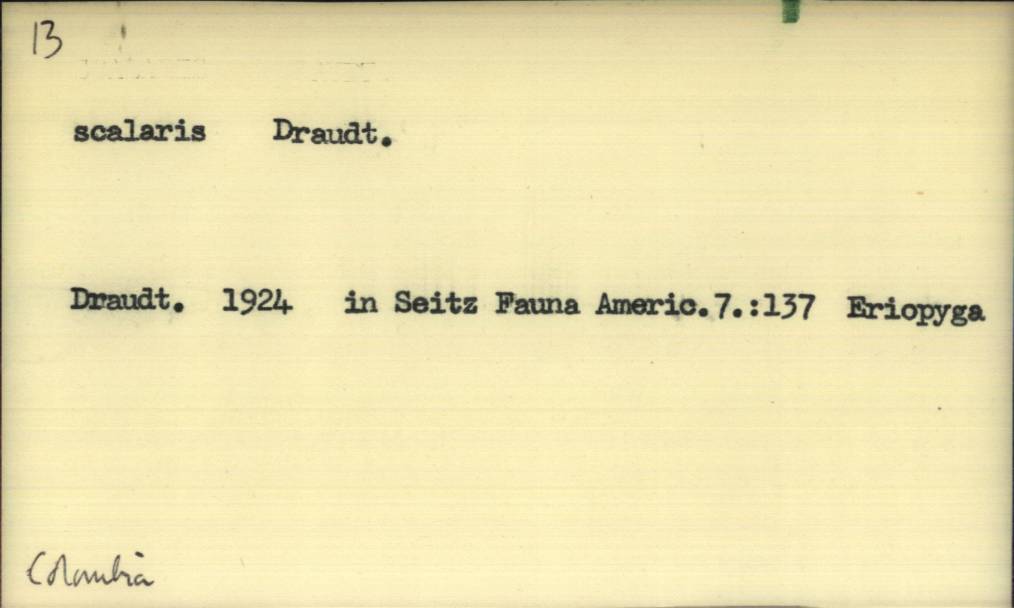 13
scalaris Draudt.
Draudt. 1924 in Seitz Fauna Americ.7.:137 Eriopyga
Colombia